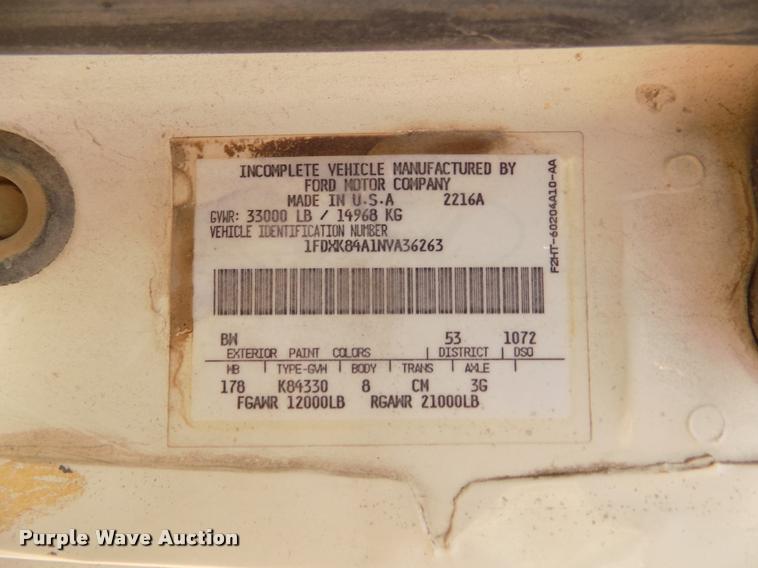 INCOMPLETE VEHICLE MANUFACTURED BY
FORD MOTOR COMPANY
MADE IN U.S.A 2216A
GVWR: 33000 LB / 14968 KG
VEHICLE IDENTIFICATION NUMBER
1FDXK84A1NVA36263
F2HT-60204A10-AA
BW 53 1072
EXTERIOR PAINT COLORS DISTRICT DSO
WB TYPE-GVW BODY TRANS AXLE
178 K84330 8 CM 3G
FGAWR 12000LB RGAWR 21000LB
Purple Wave Auction